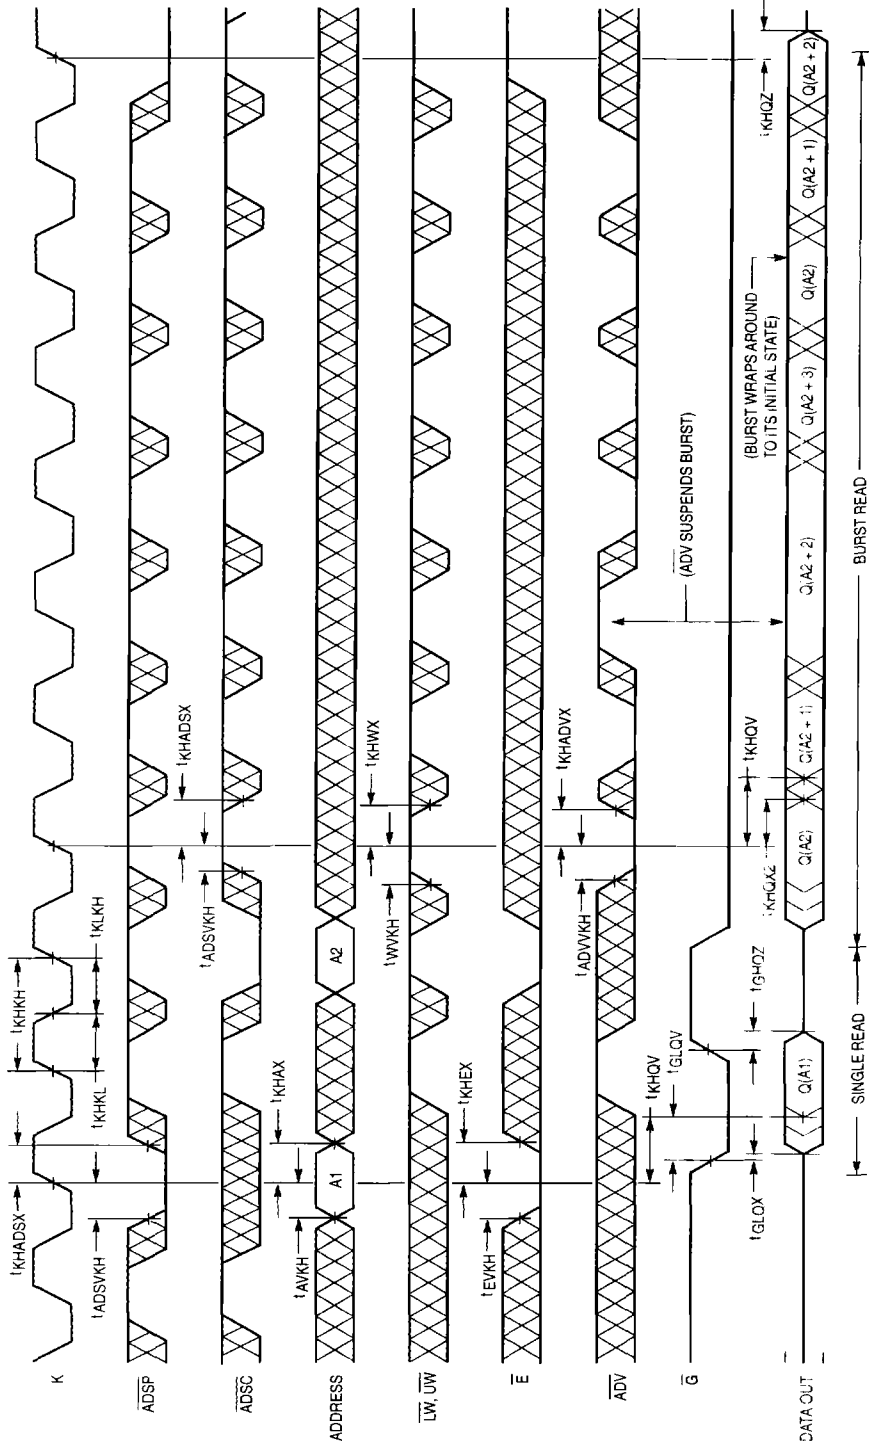 K
ADSP
ADSC
ADDRESS
LW, UW
E
ADV
G
DATA OUT
tKHADSX
tADSVKH
tKHKH
tKHKL
tKLKH
tADSVKH
tKHADSX
tAVKH
tKHAX
A1
A2
tWVKH
tKHWX
tEVKH
tKHEX
tADVVKH
tKHADVX
(ADV SUSPENDS BURST)
tKHQV
tGLQV
tGLQX
tGHQZ
tKHQX2
tKHQV
(BURST WRAPS AROUND
TO ITS INITIAL STATE)
tKHQZ
Q(A1)
Q(A2)
Q(A2 + 1)
Q(A2 + 2)
Q(A2 + 3)
Q(A2)
Q(A2 + 1)
Q(A2 + 2)
SINGLE READ
BURST READ